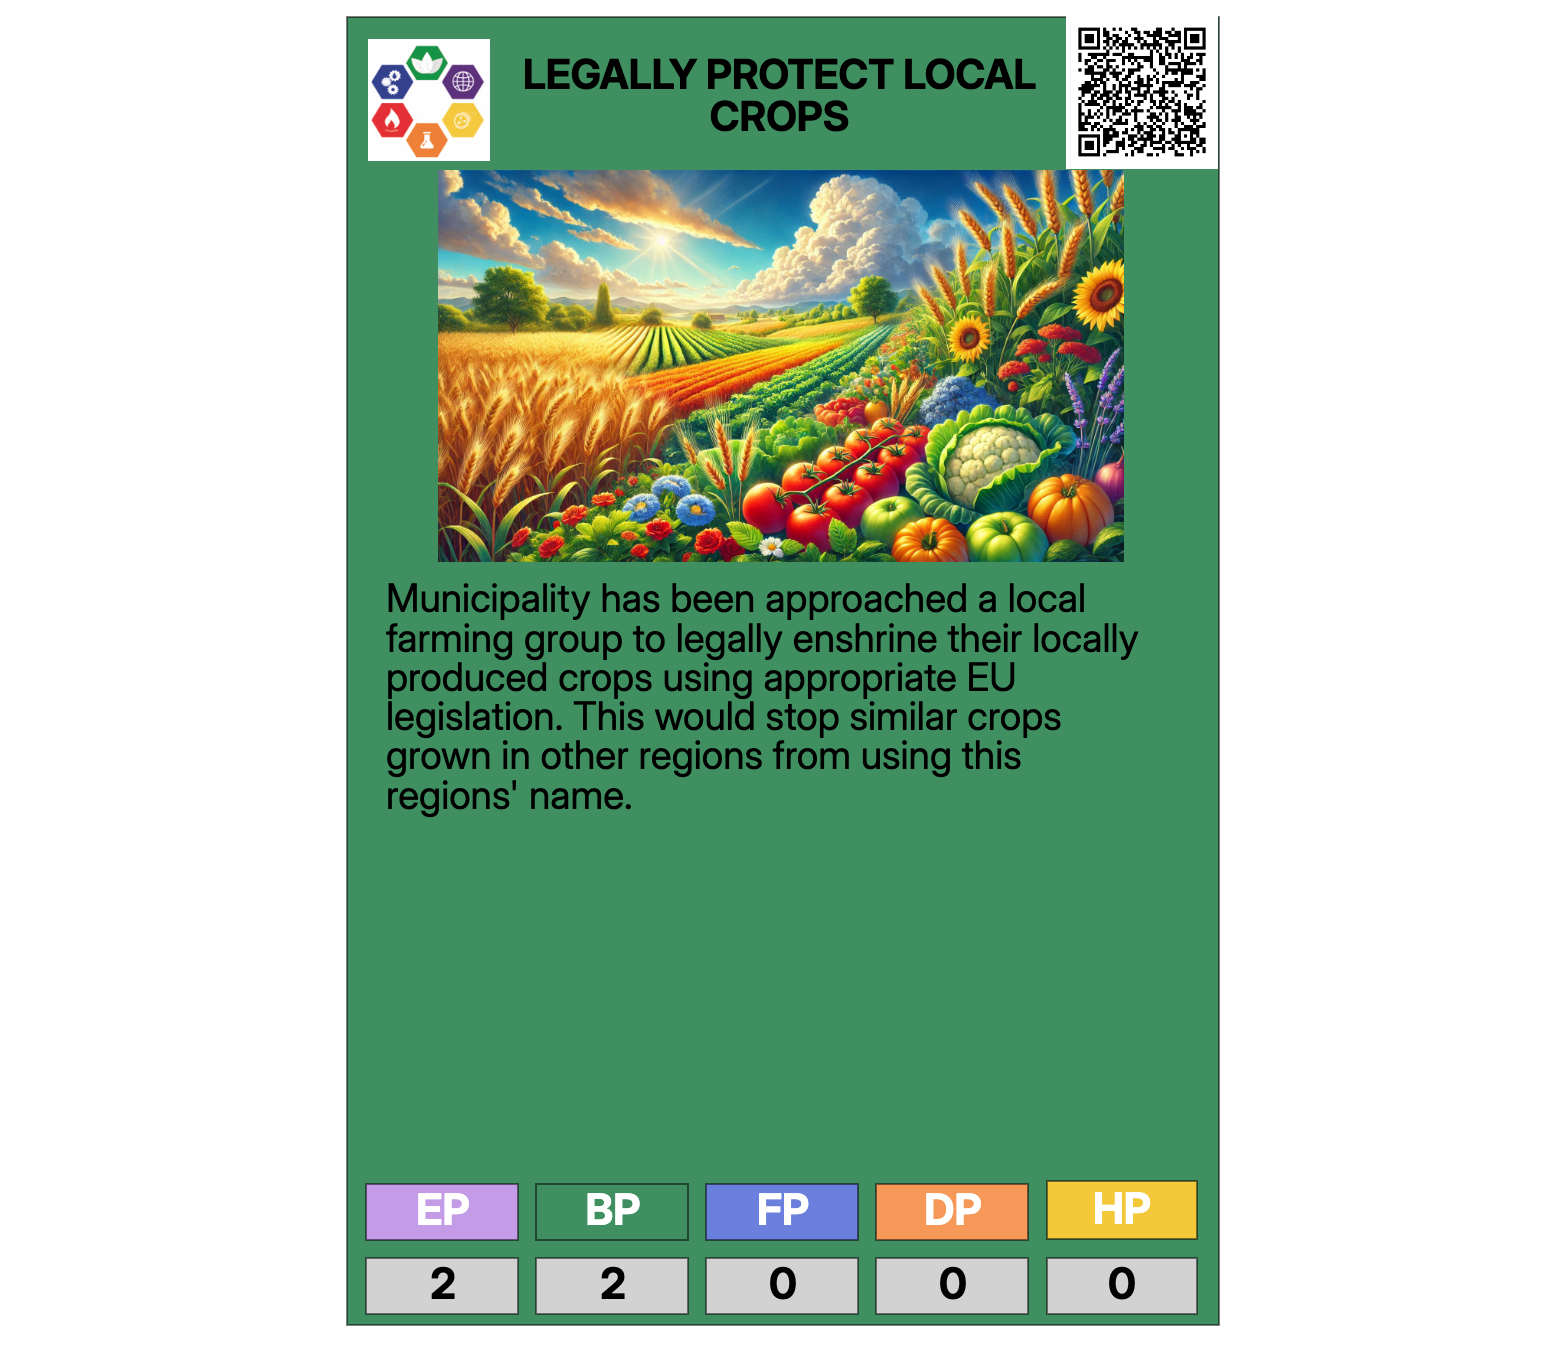 LEGALLY PROTECT LOCAL
CROPS
Municipality has been approached a local
farming group to legally enshrine their locally
produced crops using appropriate EU
legislation. This would stop similar crops
grown in other regions from using this
regions' name.
EP BP FP DP HP
2 2 0 0 0